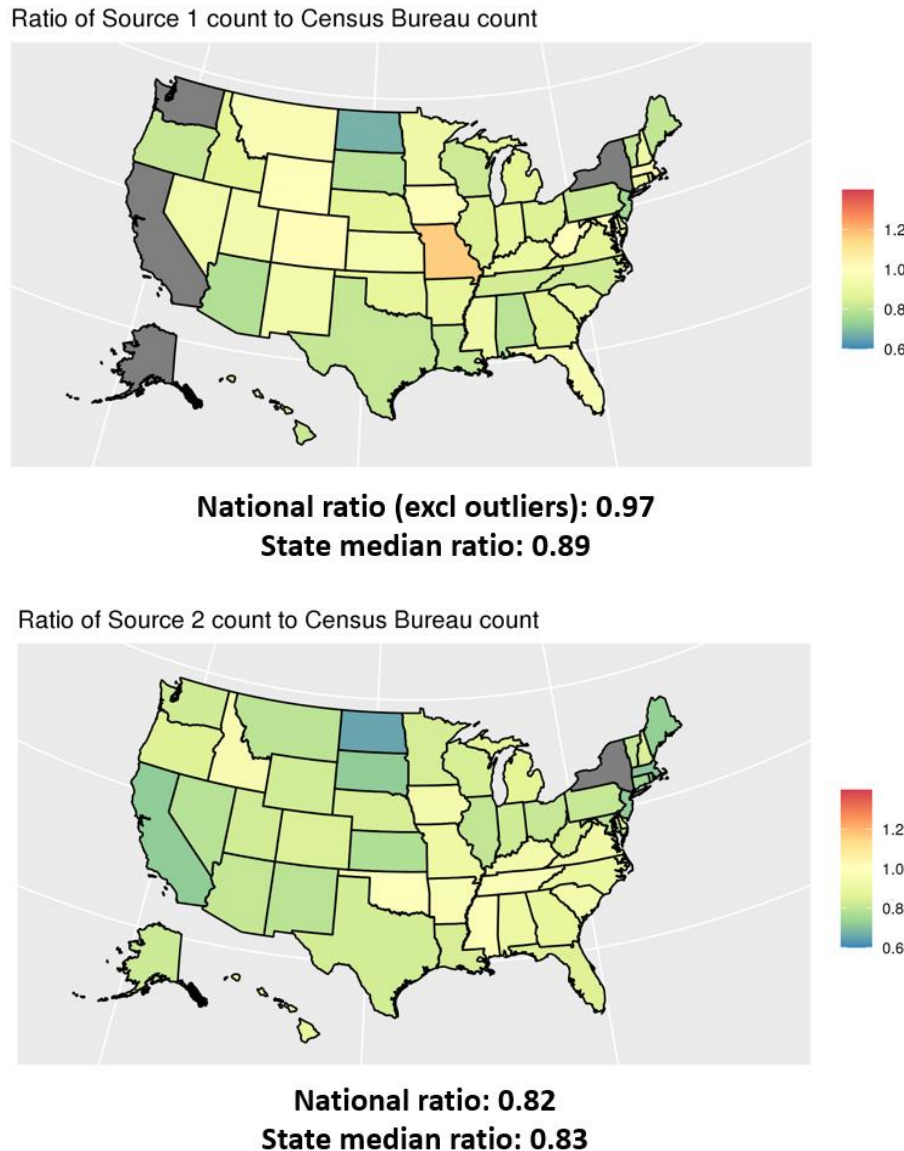 Ratio of Source 1 count to Census Bureau count
1.2
1.0
0.8
0.6
National ratio (excl outliers): 0.97
State median ratio: 0.89
Ratio of Source 2 count to Census Bureau count
1.2
1.0
0.8
0.6
National ratio: 0.82
State median ratio: 0.83